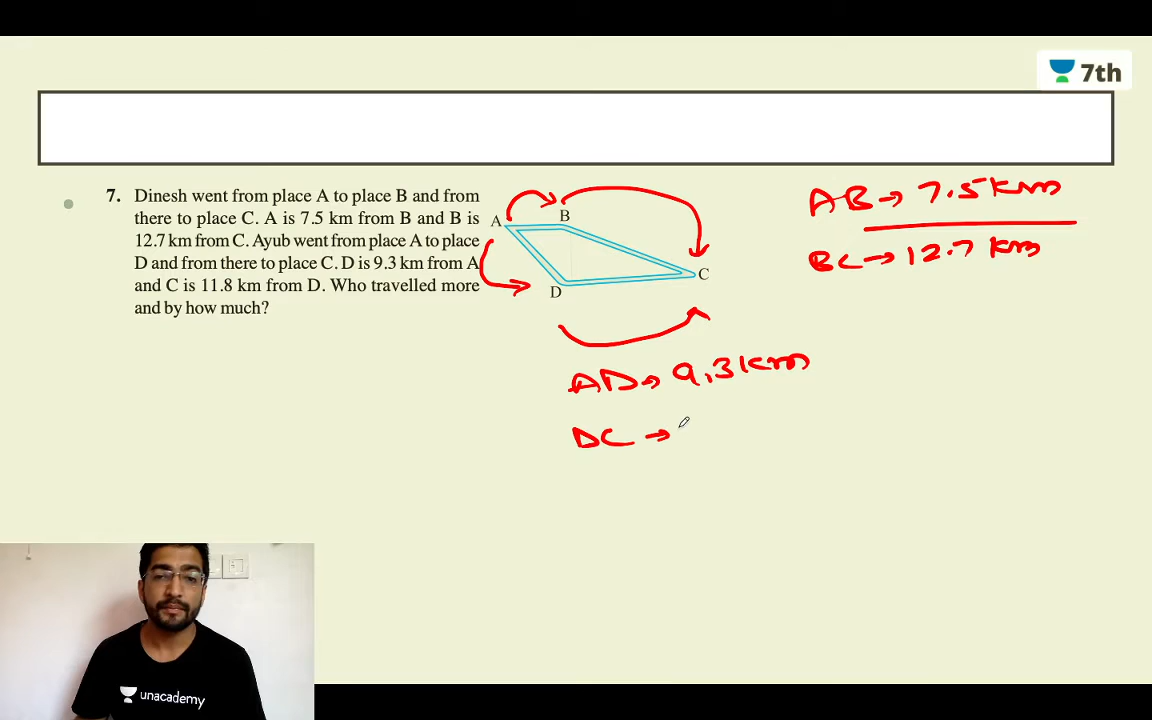 7th
7. Dinesh went from place A to place B and from
there to place C. A is 7.5 km from B and B is
12.7 km from C. Ayub went from place A to place
D and from there to place C. D is 9.3 km from A
and C is 11.8 km from D. Who travelled more
and by how much?
A
B
C
D
AB → 7.5 km
BC → 12.7 km
AD → 9.3 km
DC →
unacademy